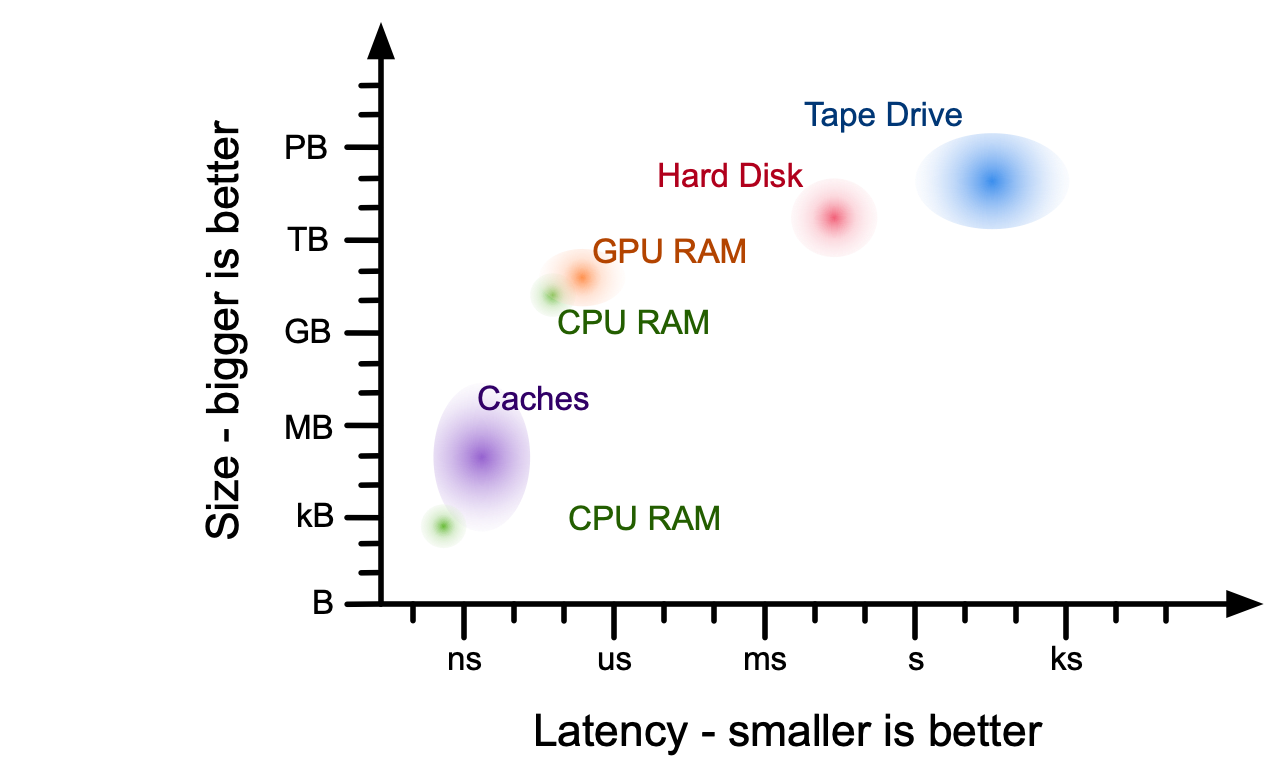 Tape Drive
PB
Hard Disk
TB
GPU RAM
CPU RAM
GB
Caches
MB
kB
CPU RAM
B
Size - bigger is better
ns
us
ms
s
ks
Latency - smaller is better